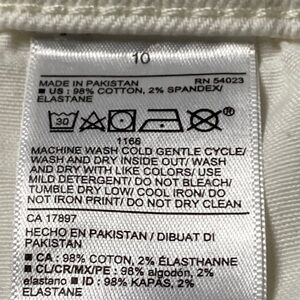 10
MADE IN PAKISTAN RN 54023
■ US : 98% COTTON, 2% SPANDEX/
ELASTANE
30
1166
MACHINE WASH COLD GENTLE CYCLE/
WASH AND DRY INSIDE OUT/ WASH
AND DRY WITH LIKE COLORS/ USE
MILD DETERGENT/ DO NOT BLEACH/
TUMBLE DRY LOW/ COOL IRON/ DO
NOT IRON PRINT/ DO NOT DRY CLEAN
CA 17897
HECHO EN PAKISTAN / DIBUAT DI
PAKISTAN
■ CA : 98% COTON, 2% ÉLASTHANNE
■ CL/CR/MX/PE : 98% algodón, 2%
elastano ■ ID : 98% KAPAS, 2%
ELASTANE